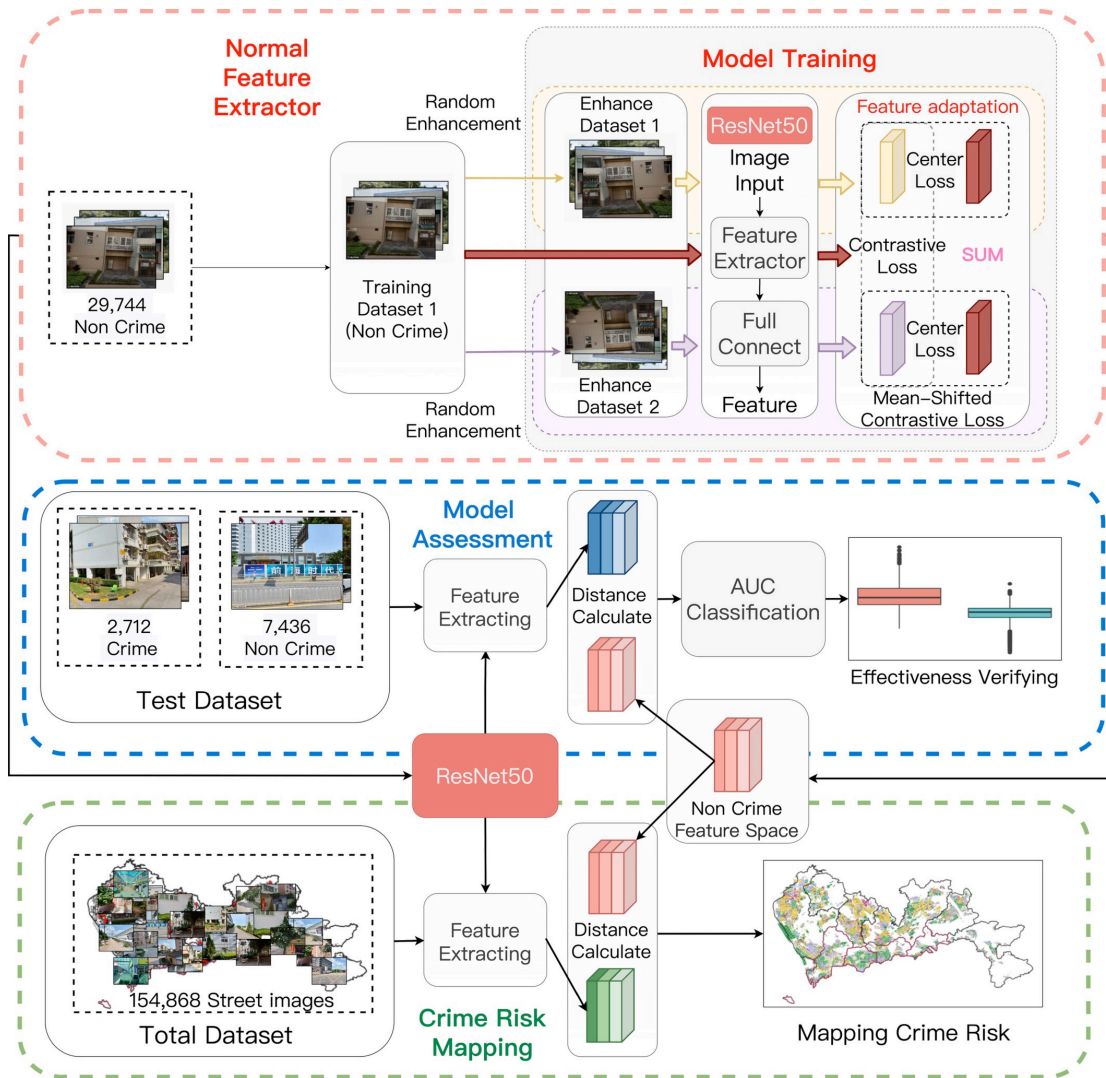 Normal
Feature
Extractor
Model Training
Random
Enhancement
Enhance
Dataset 1
ResNet50
Image
Input
Feature
Extractor
Full
Connect
Feature
Feature adaptation
Center
Loss
Contrastive
Loss
SUM
Center
Loss
Mean-Shifted
Contrastive Loss
29,744
Non Crime
Training
Dataset 1
(Non Crime)
Random
Enhancement
Enhance
Dataset 2
Model
Assessment
2,712
Crime
前海时代
7,436
Non Crime
Test Dataset
Feature
Extracting
Distance
Calculate
AUC
Classification
Effectiveness Verifying
ResNet50
Non Crime
Feature Space
154,868 Street images
Total Dataset
Feature
Extracting
Crime Risk
Mapping
Distance
Calculate
Mapping Crime Risk